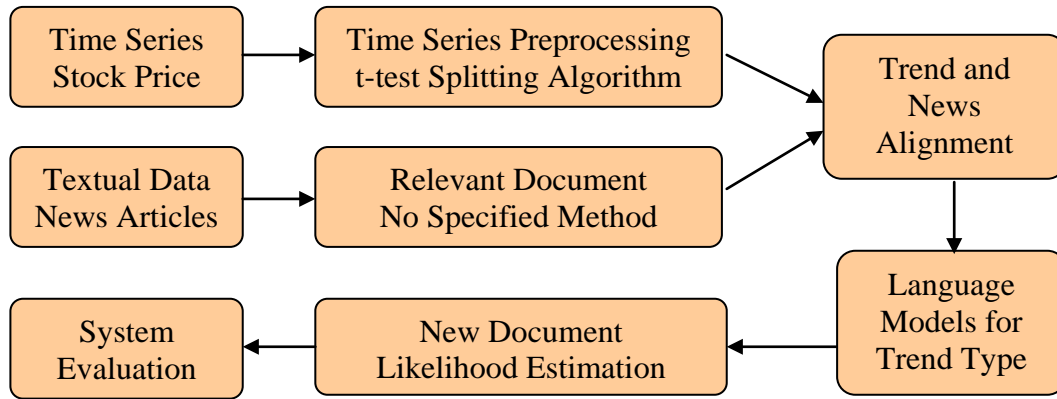 Time Series
Stock Price
Time Series Preprocessing
t-test Splitting Algorithm
Trend and
News
Alignment
Textual Data
News Articles
Relevant Document
No Specified Method
Language
Models for
Trend Type
New Document
Likelihood Estimation
System
Evaluation